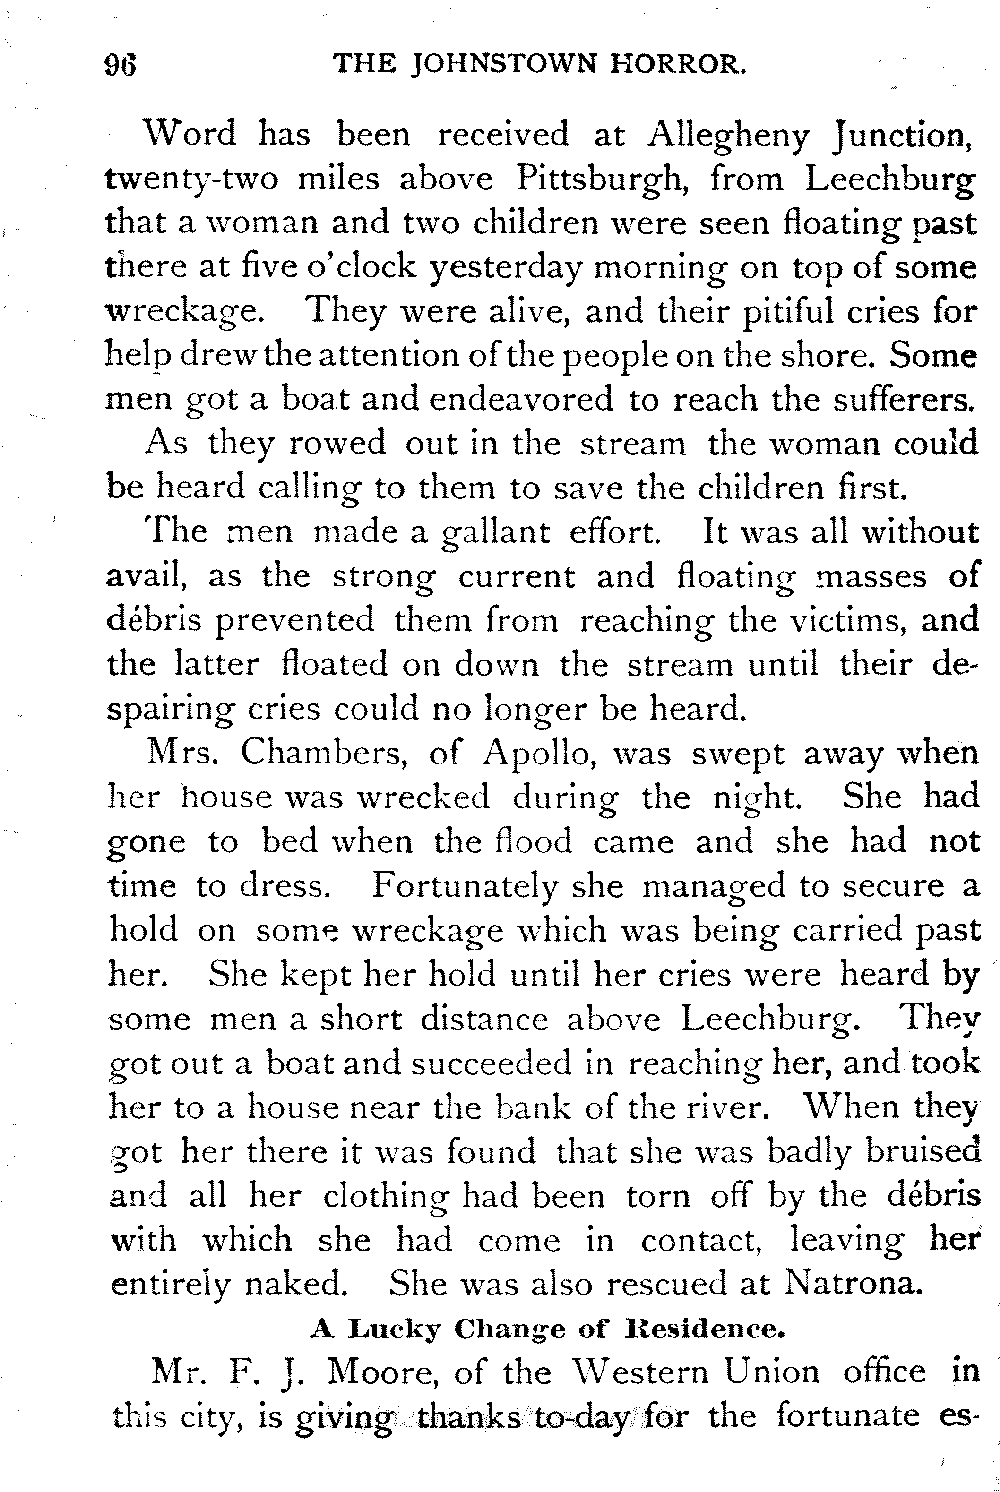 96 THE JOHNSTOWN HORROR.
Word has been received at Allegheny Junction,
twenty-two miles above Pittsburgh, from Leechburg
that a woman and two children were seen floating past
there at five o'clock yesterday morning on top of some
wreckage. They were alive, and their pitiful cries for
help drew the attention of the people on the shore. Some
men got a boat and endeavored to reach the sufferers.
As they rowed out in the stream the woman could
be heard calling to them to save the children first.
The men made a gallant effort. It was all without
avail, as the strong current and floating masses of
débris prevented them from reaching the victims, and
the latter floated on down the stream until their de-
spairing cries could no longer be heard.
Mrs. Chambers, of Apollo, was swept away when
her house was wrecked during the night. She had
gone to bed when the flood came and she had not
time to dress. Fortunately she managed to secure a
hold on some wreckage which was being carried past
her. She kept her hold until her cries were heard by
some men a short distance above Leechburg. They
got out a boat and succeeded in reaching her, and took
her to a house near the bank of the river. When they
got her there it was found that she was badly bruised
and all her clothing had been torn off by the débris
with which she had come in contact, leaving her
entirely naked. She was also rescued at Natrona.
A Lucky Change of Residence.
Mr. F. J. Moore, of the Western Union office in
this city, is giving thanks to-day for the fortunate es-